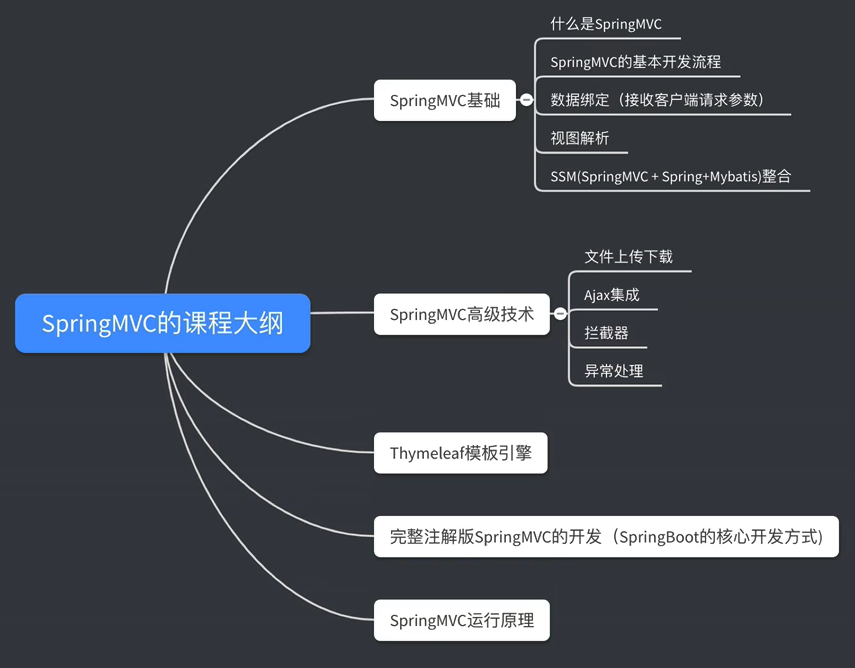 SpringMVC的课程大纲
SpringMVC基础
什么是SpringMVC
SpringMVC的基本开发流程
数据绑定（接收客户端请求参数）
视图解析
SSM(SpringMVC + Spring+Mybatis)整合
SpringMVC高级技术
文件上传下载
Ajax集成
拦截器
异常处理
Thymeleaf模板引擎
完整注解版SpringMVC的开发（SpringBoot的核心开发方式)
SpringMVC运行原理